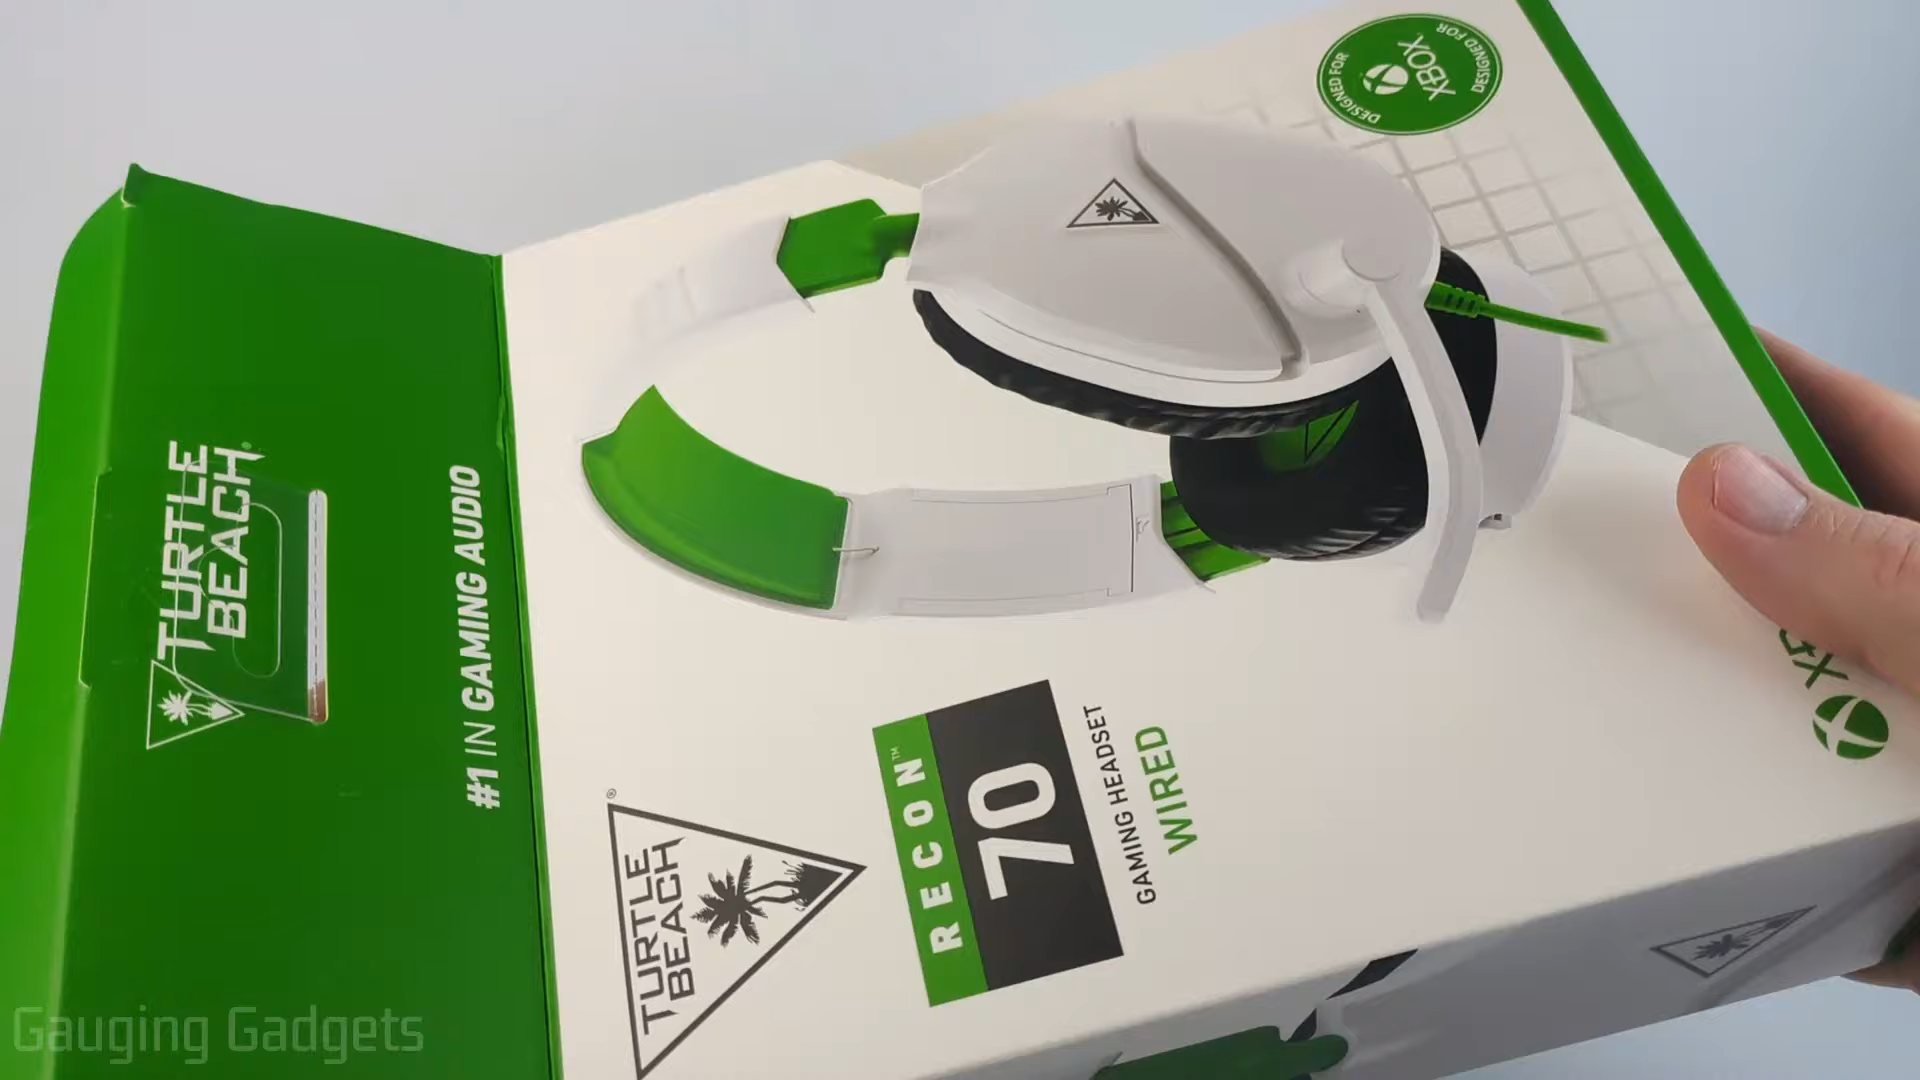 TURTLE
BEACH®
#1 IN GAMING AUDIO
®
TURTLE
BEACH
RECON™
70
GAMING HEADSET
WIRED
DESIGNED FOR
XBOX
DESIGNED FOR
Gauging Gadgets